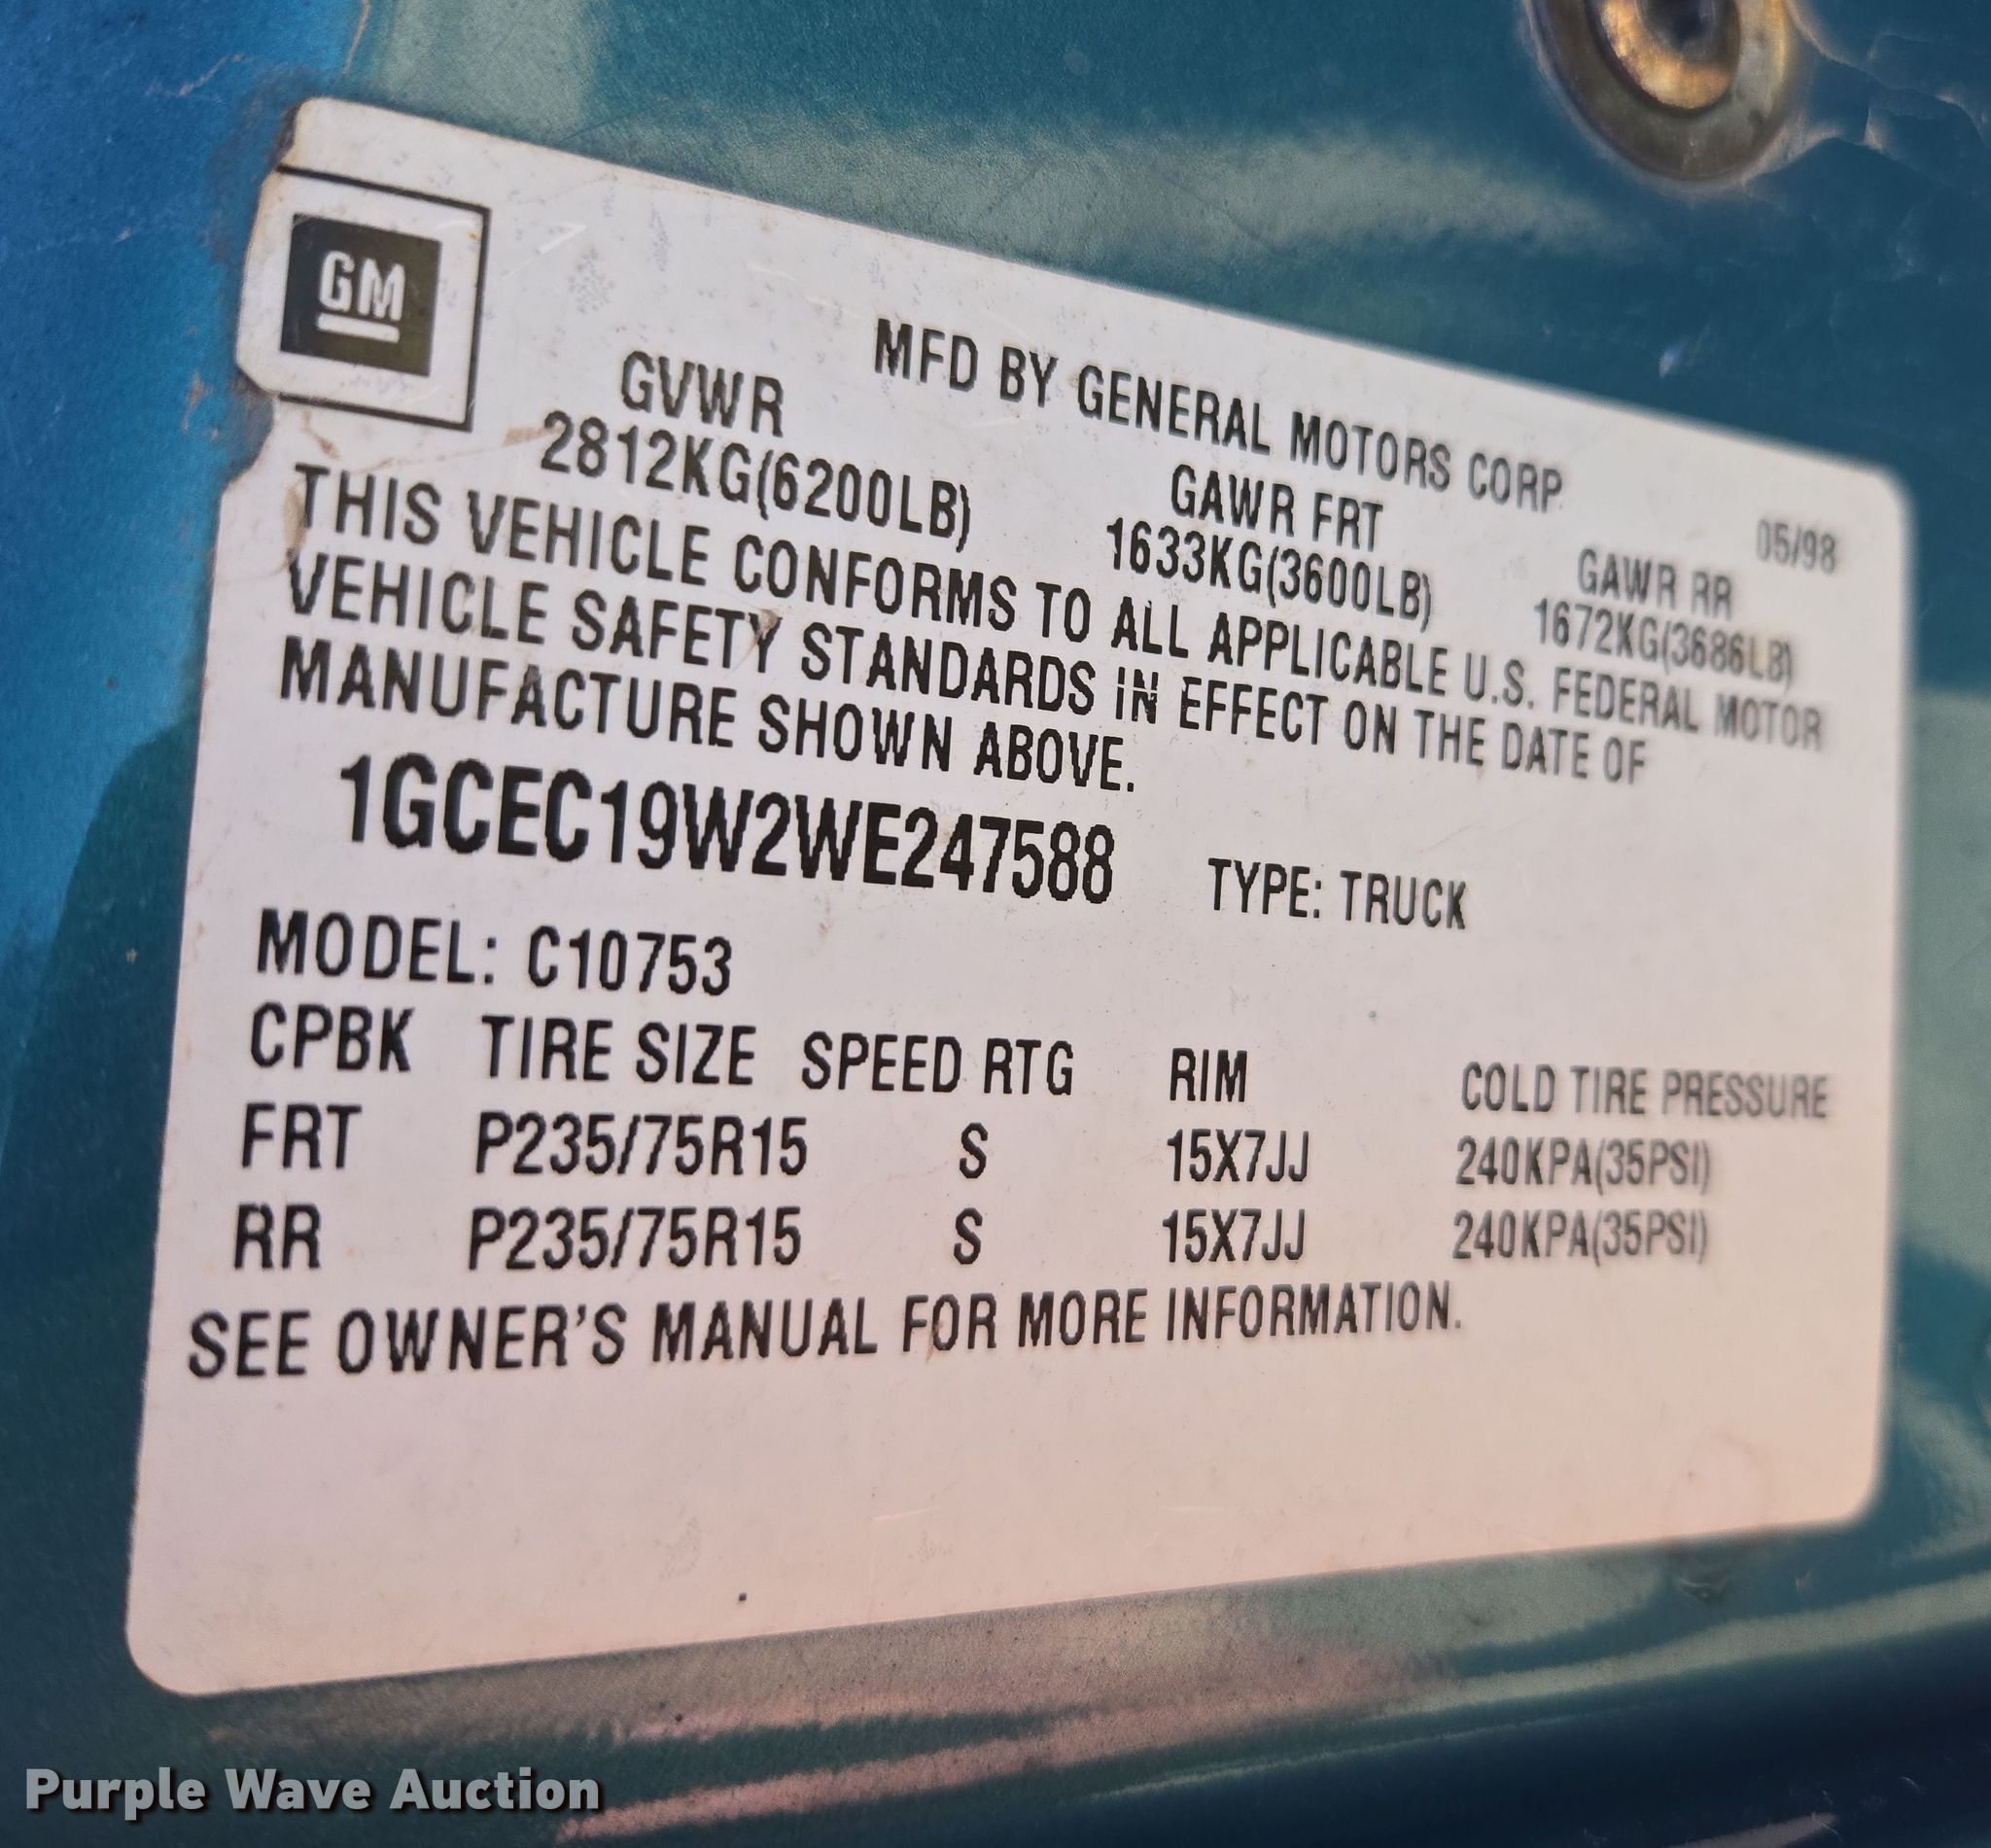 GM
MFD BY GENERAL MOTORS CORP
05/98
GVWR GAWR FRT GAWR RR
2812KG(6200LB) 1633KG(3600LB) 1672KG(3686LB)
THIS VEHICLE CONFORMS TO ALL APPLICABLE U.S. FEDERAL MOTOR
VEHICLE SAFETY STANDARDS IN EFFECT ON THE DATE OF
MANUFACTURE SHOWN ABOVE.
1GCEC19W2WE247588 TYPE: TRUCK
MODEL: C10753
CPBK TIRE SIZE SPEED RTG RIM COLD TIRE PRESSURE
FRT P235/75R15 S 15X7JJ 240KPA(35PSI)
RR P235/75R15 S 15X7JJ 240KPA(35PSI)
SEE OWNER'S MANUAL FOR MORE INFORMATION.
Purple Wave Auction